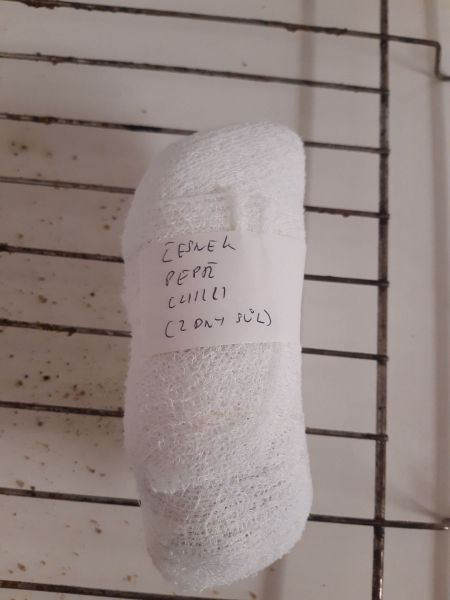 ČESNEK
PEPŘ
CHILLI
(2 DNY SŮL)